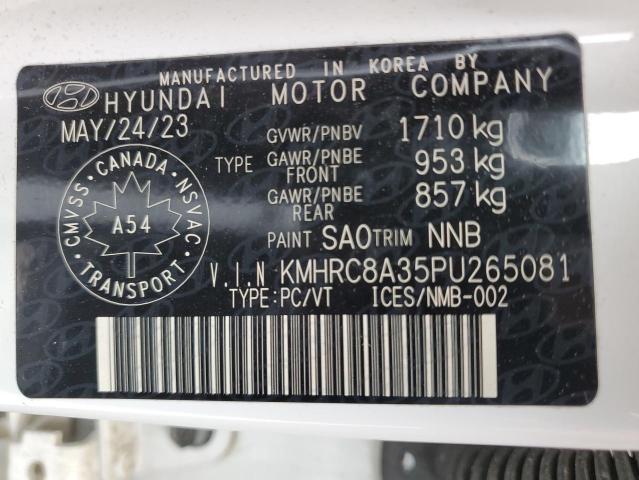 MANUFACTURED IN KOREA BY
HYUNDAI MOTOR COMPANY
MAY/24/23
GVWR/PNBV 1710 kg
TYPE GAWR/PNBE FRONT 953 kg
GAWR/PNBE REAR 857 kg
CMVSS CANADA NSVAC
A54
TRANSPORT
PAINT SAO TRIM NNB
V.I.N KMHRC8A35PU265081
TYPE:PC/VT ICES/NMB-002